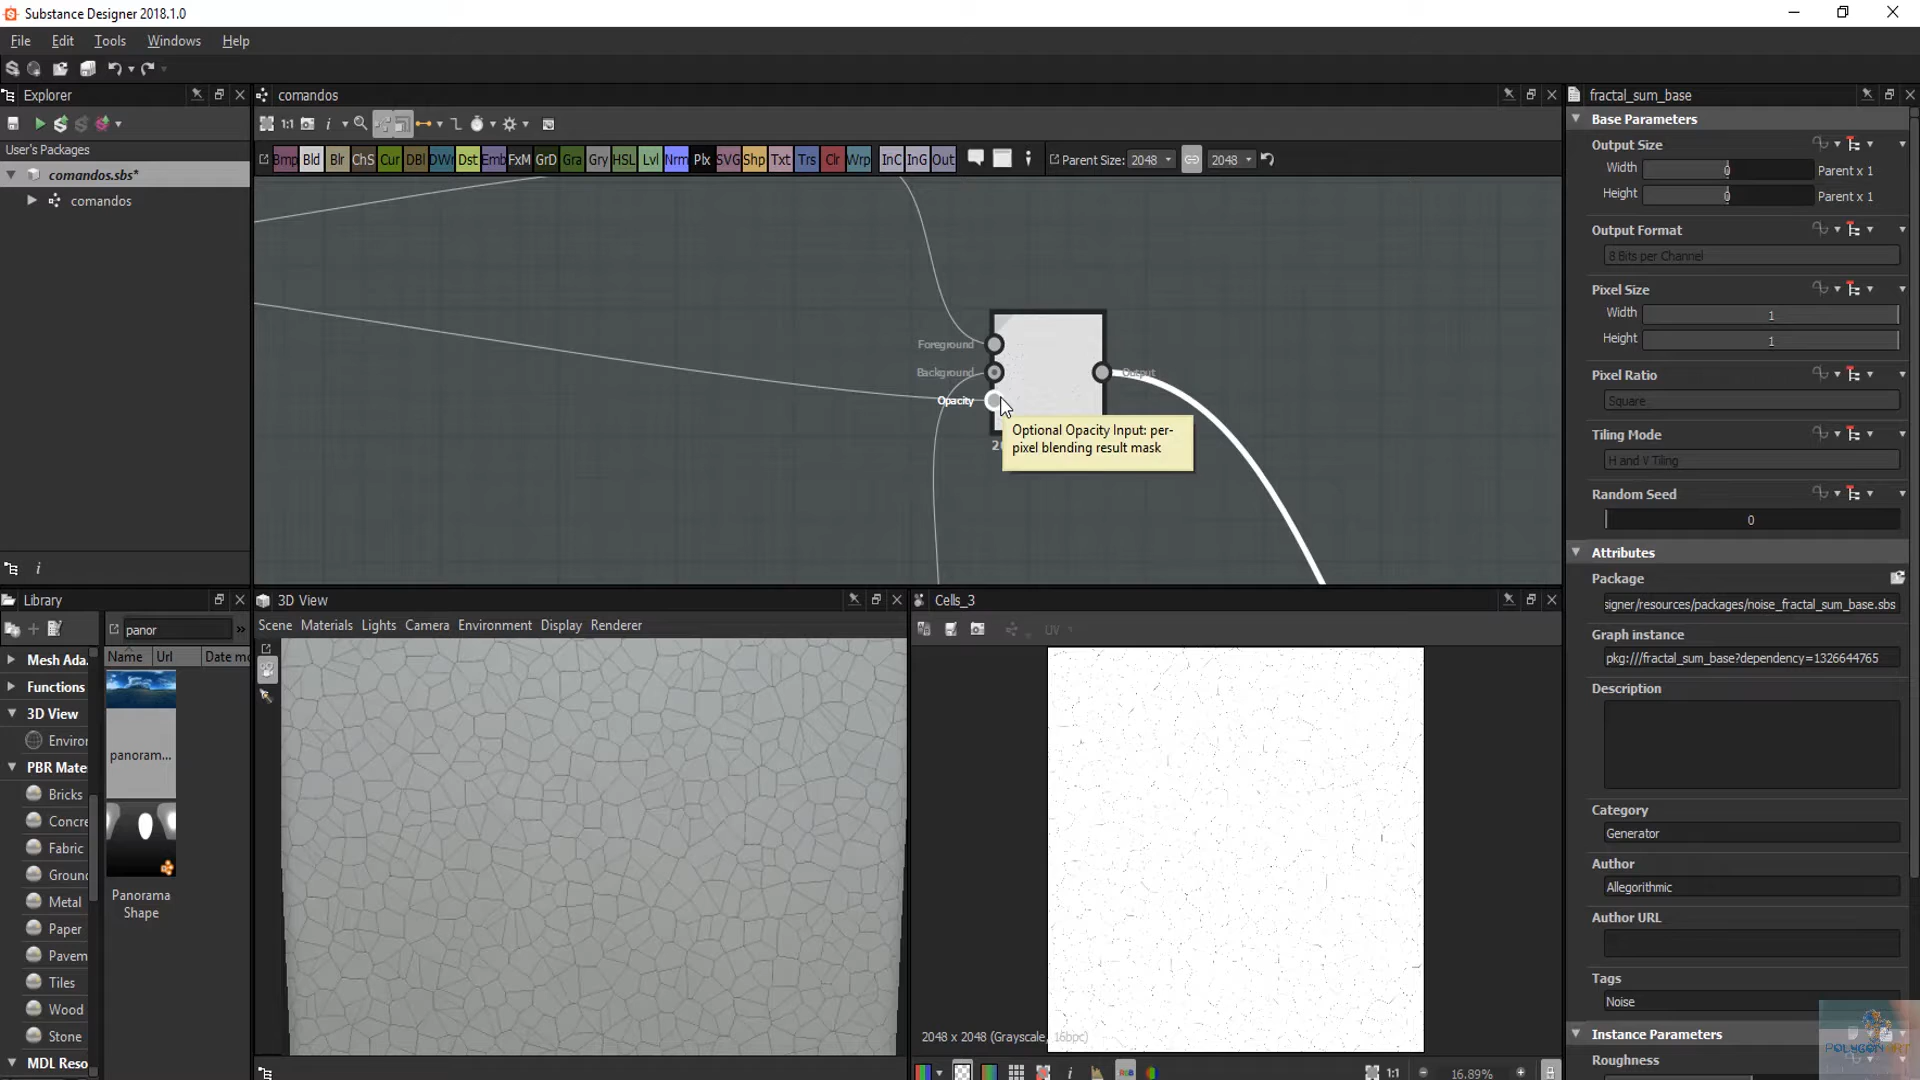 Substance Designer 2018.1.0
File Edit Tools Windows Help
Explorer
comandos
fractal_sum_base
User's Packages
comandos.sbs*
comandos
1:1
Bmp Bld Blr ChS Cur DBl DWr Dst Emb FxM GrD Gra Gry HSL Lvl Nrm Plx SVG Shp Txt Trs Clr Wrp InC InG Out
Parent Size: 2048 2048
Foreground
Background
Opacity
Output
Optional Opacity Input: per-
pixel blending result mask
Base Parameters
Output Size
Width 0 Parent x 1
Height 0 Parent x 1
Output Format
8 Bits per Channel
Pixel Size
Width 1
Height 1
Pixel Ratio
Square
Tiling Mode
H and V Tiling
Random Seed
0
Attributes
Package
signer/resources/packages/noise_fractal_sum_base.sbs
Graph instance
pkg:///fractal_sum_base?dependency=1326644765
Description
Category
Generator
Author
Allegorithmic
Author URL
Tags
Noise
Instance Parameters
Roughness
Library
panor
Name Url Date mo
Mesh Ada
Functions
3D View
Enviror
PBR Mate
Bricks
Concre
Fabric
Ground
Metal
Paper
Pavem
Tiles
Wood
Stone
MDL Reso
panoram...
Panorama
Shape
3D View
Scene Materials Lights Camera Environment Display Renderer
Cells_3
UV
2048 x 2048 (Grayscale, 16bpc)
1:1
16.89%
POLYGON ART